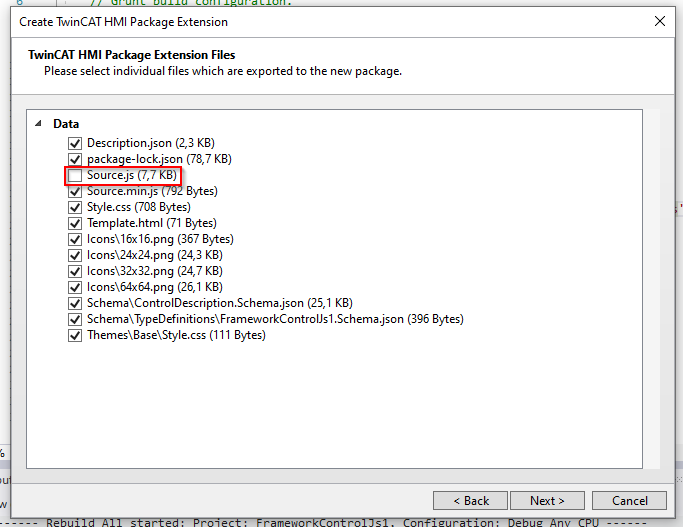 6 // Grunt build configuration.
Create TwinCAT HMI Package Extension
TwinCAT HMI Package Extension Files
Please select individual files which are exported to the new package.
Data
Description.json (2,3 KB)
package-lock.json (78,7 KB)
Source.js (7,7 KB)
Source.min.js (792 Bytes)
Style.css (708 Bytes)
Template.html (71 Bytes)
Icons\16x16.png (367 Bytes)
Icons\24x24.png (24,3 KB)
Icons\32x32.png (24,7 KB)
Icons\64x64.png (26,1 KB)
Schema\ControlDescription.Schema.json (25,1 KB)
Schema\TypeDefinitions\FrameworkControlJs1.Schema.json (396 Bytes)
Themes\Base\Style.css (111 Bytes)
%
< Back Next > Cancel
------ Rebuild All started: Project: FrameworkControlJs1, Configuration: Debug Any CPU ------